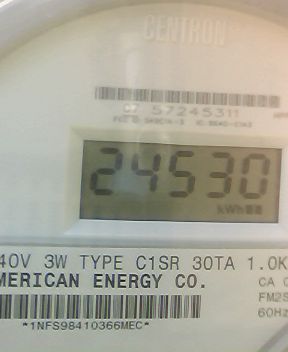 CENTRON
57245311
24530
kWh
40V 3W TYPE C1SR 30TA 1.0K
MERICAN ENERGY CO.
CA
FM2S
60Hz
*1NFS98410366MEC*